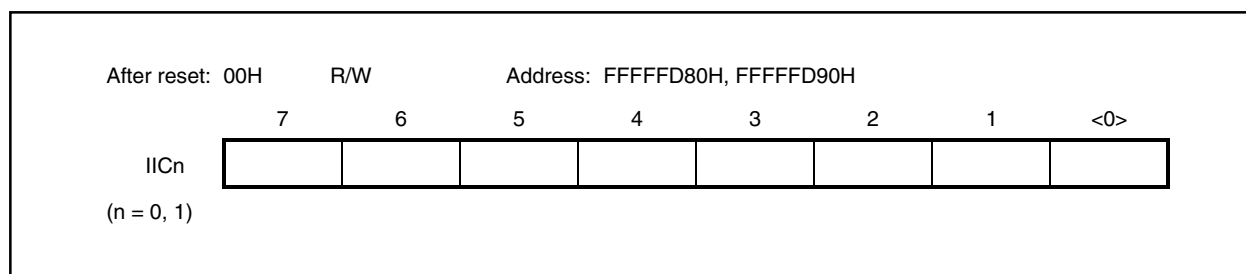 After reset: 00H R/W Address: FFFFFD80H, FFFFFD90H
7 6 5 4 3 2 1 <0>
IICn
(n = 0, 1)